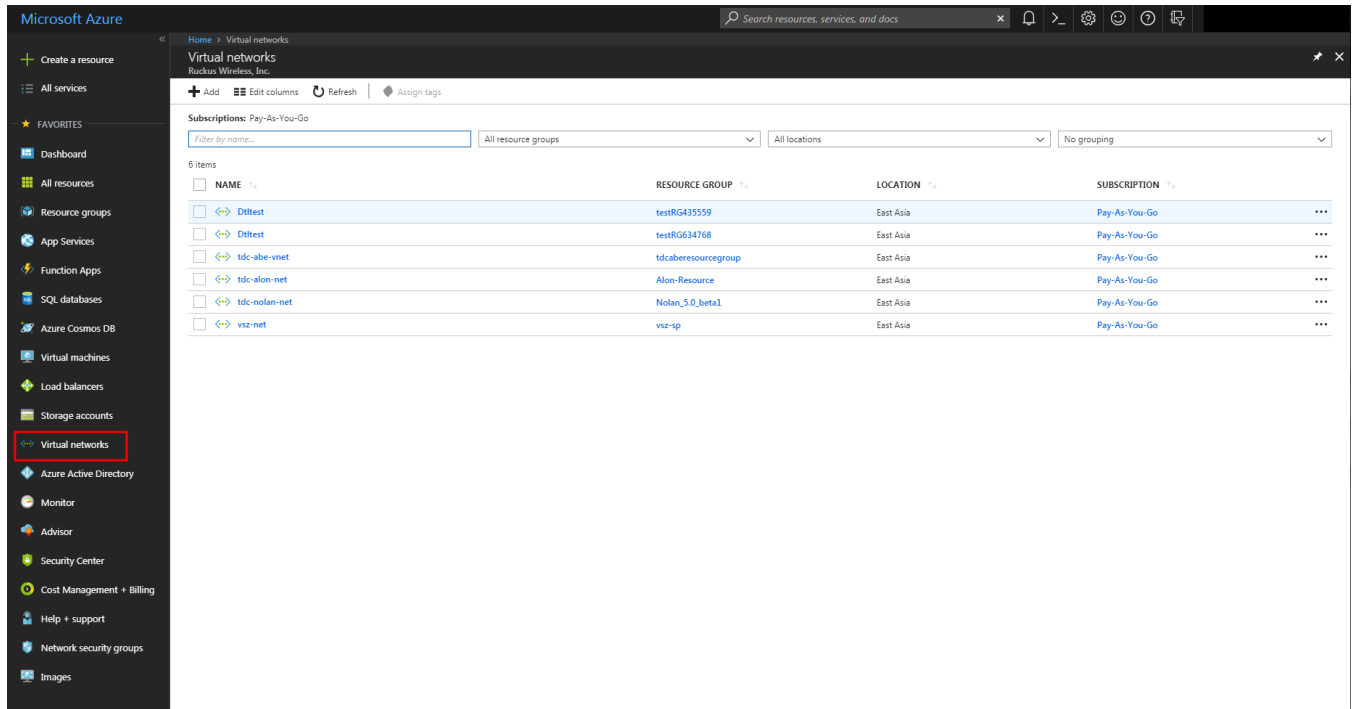 Microsoft Azure
Search resources, services, and docs
Create a resource
All services
FAVORITES
Dashboard
All resources
Resource groups
App Services
Function Apps
SQL databases
Azure Cosmos DB
Virtual machines
Load balancers
Storage accounts
Virtual networks
Azure Active Directory
Monitor
Advisor
Security Center
Cost Management + Billing
Help + support
Network security groups
Images
Home > Virtual networks
Virtual networks
Ruckus Wireless, Inc.
Add Edit columns Refresh Assign tags
Subscriptions: Pay-As-You-Go
Filter by name... All resource groups All locations No grouping
6 items
NAME RESOURCE GROUP LOCATION SUBSCRIPTION
Dtltest testRG435559 East Asia Pay-As-You-Go
Dtltest testRG634768 East Asia Pay-As-You-Go
tdc-abe-vnet tdcaberesourcegroup East Asia Pay-As-You-Go
tdc-alon-net Alon-Resource East Asia Pay-As-You-Go
tdc-nolan-net Nolan_5.0_beta1 East Asia Pay-As-You-Go
vsz-net vsz-sp East Asia Pay-As-You-Go